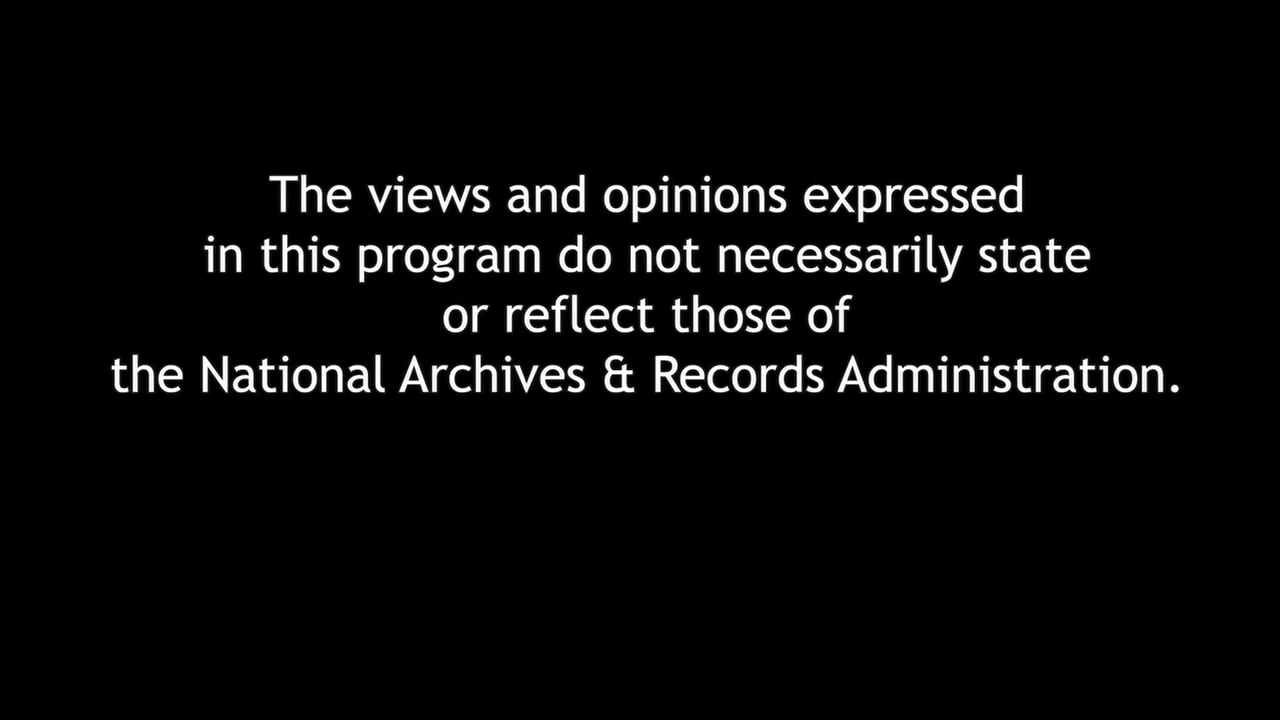 The views and opinions expressed
in this program do not necessarily state
or reflect those of
the National Archives & Records Administration.